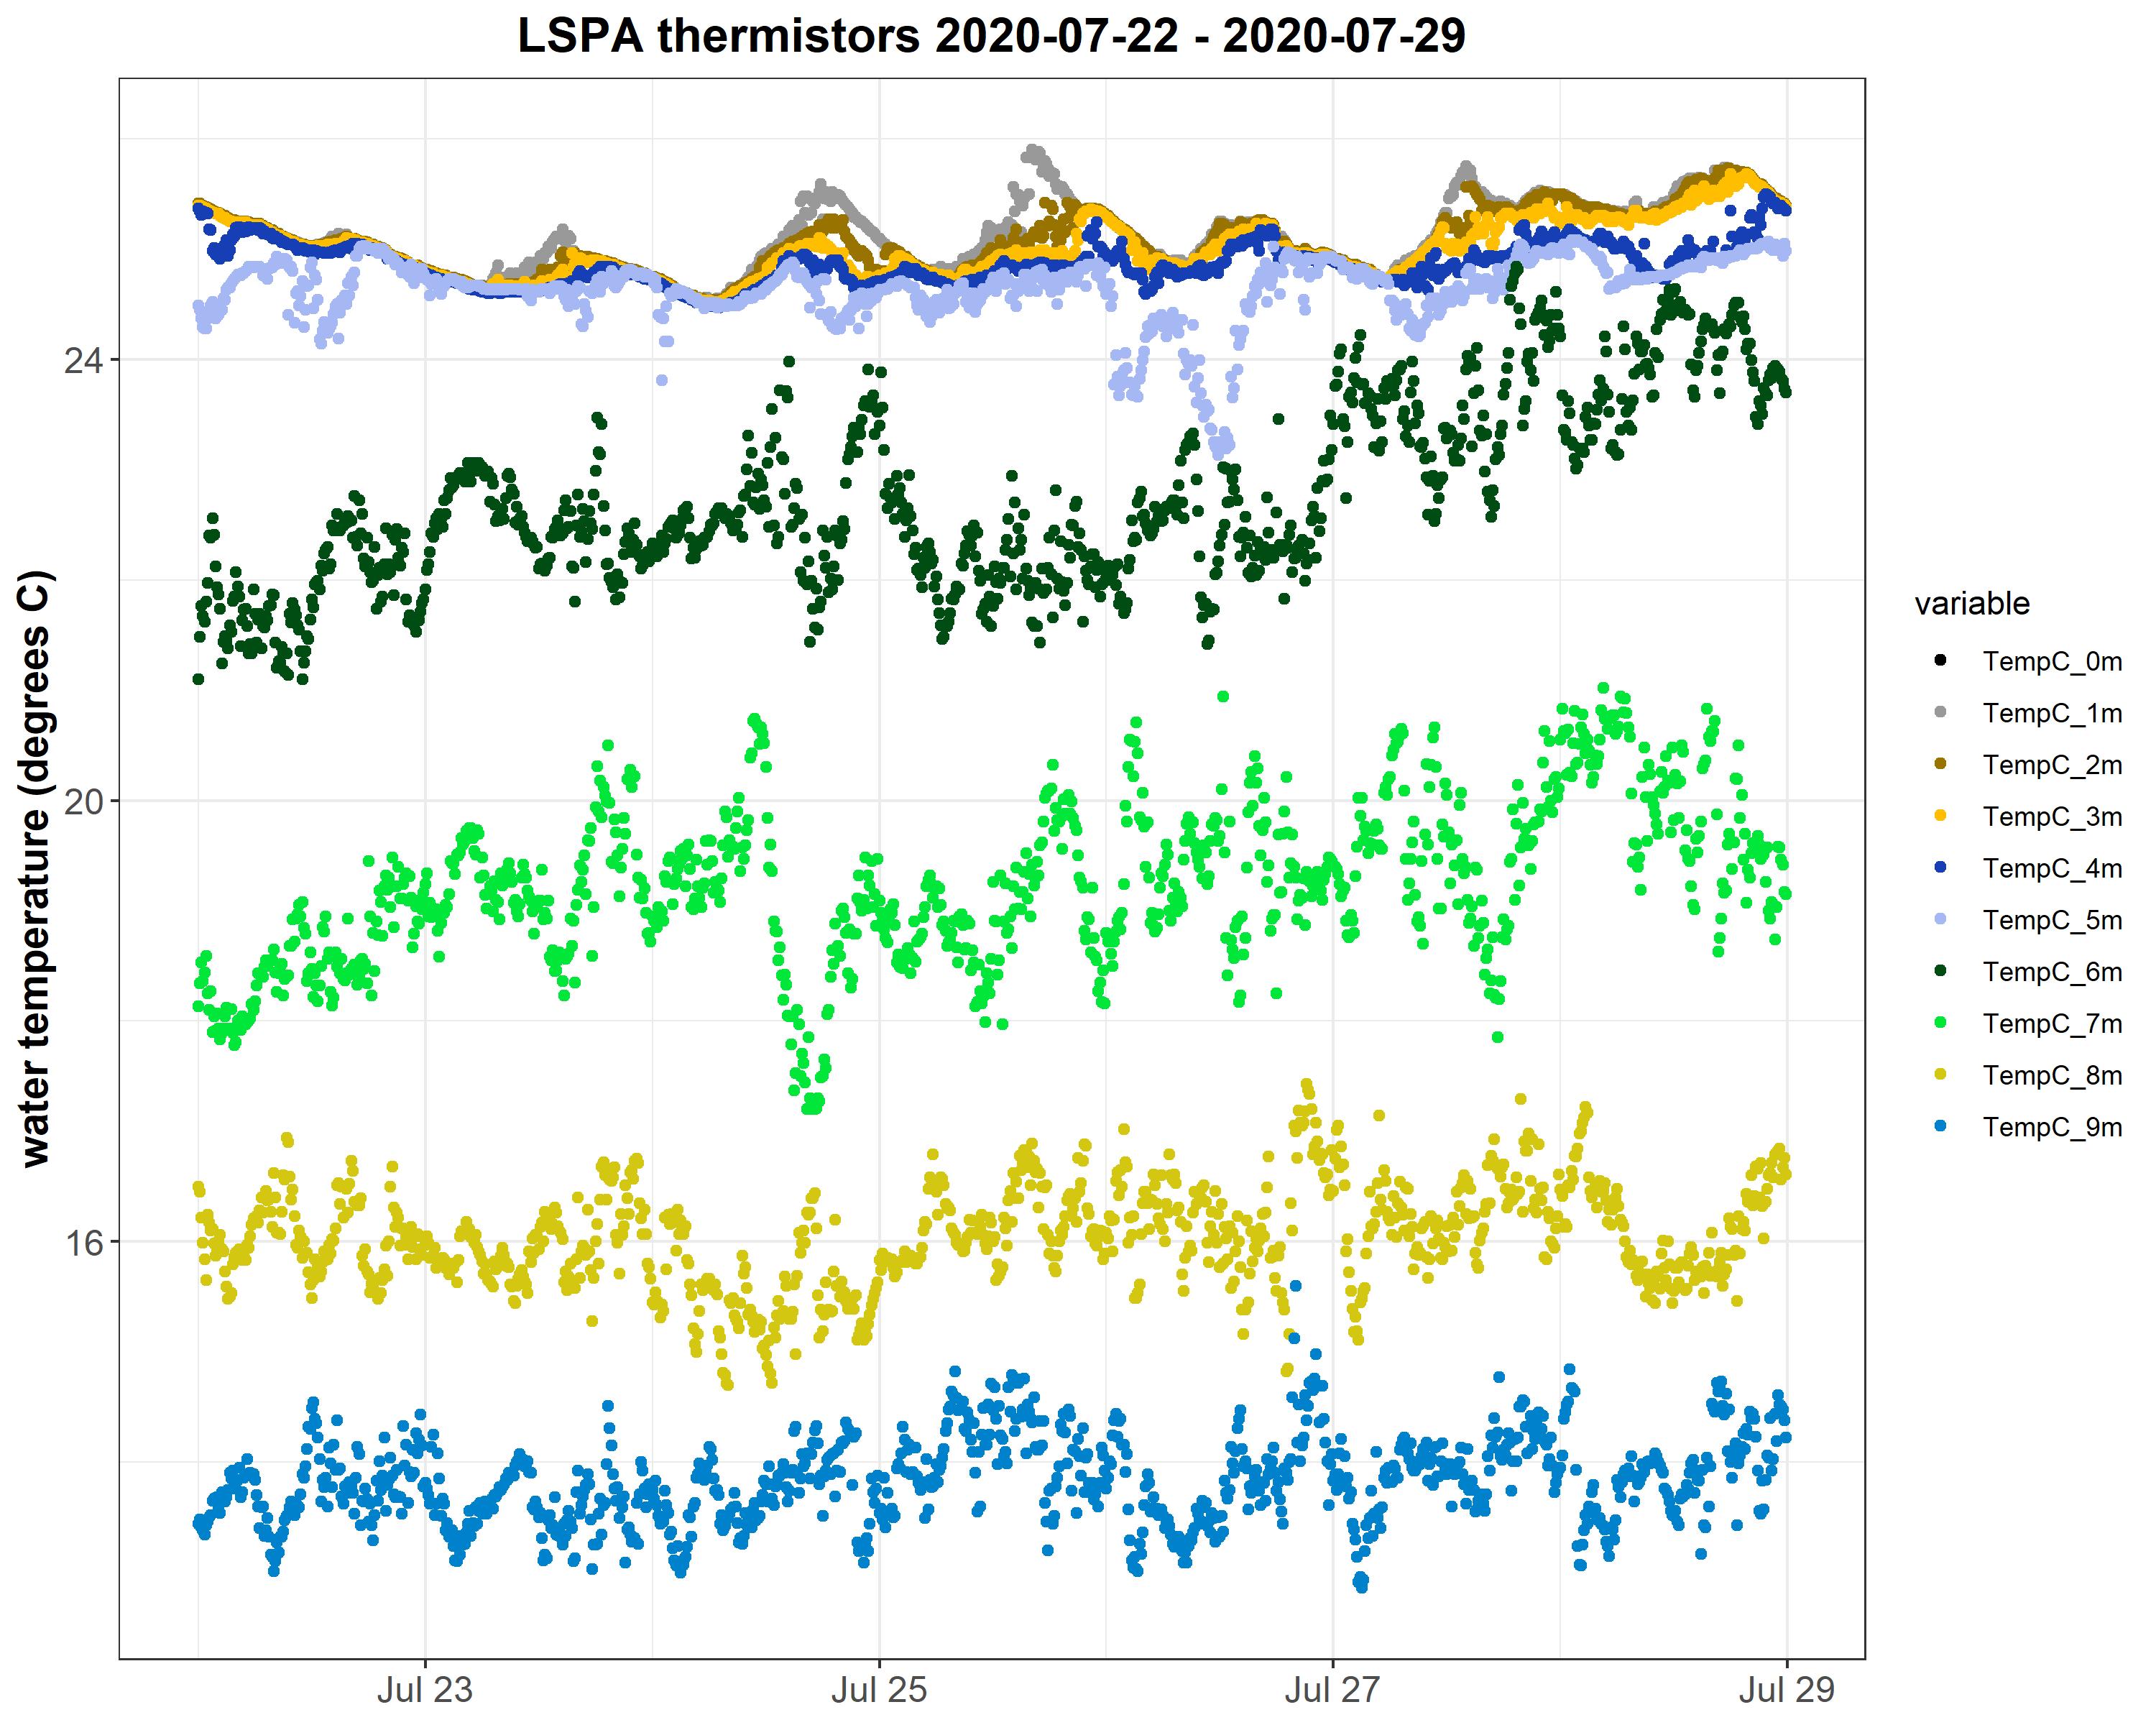 LSPA thermistors 2020-07-22 - 2020-07-29
water temperature (degrees C)
24
20
16
Jul 23
Jul 25
Jul 27
Jul 29
variable
TempC_0m
TempC_1m
TempC_2m
TempC_3m
TempC_4m
TempC_5m
TempC_6m
TempC_7m
TempC_8m
TempC_9m